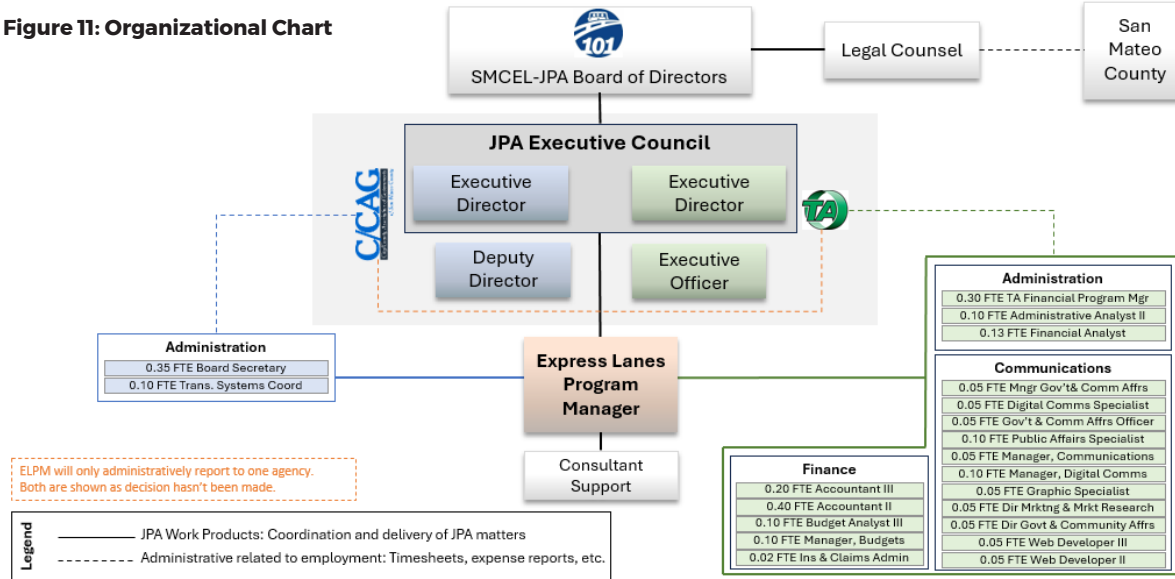 Figure 11: Organizational Chart
101
SMCEL-JPA Board of Directors
Legal Counsel
San
Mateo
County
JPA Executive Council
Executive
Director
Executive
Director
C/CAG
TA
Deputy
Director
Executive
Officer
Administration
0.35 FTE Board Secretary
0.10 FTE Trans. Systems Coord
Express Lanes
Program
Manager
Consultant
Support
Administration
0.30 FTE TA Financial Program Mgr
0.10 FTE Administrative Analyst II
0.13 FTE Financial Analyst
Communications
0.05 FTE Mngr Gov't& Comm Affrs
0.05 FTE Digital Comms Specialist
0.05 FTE Gov't & Comm Affrs Officer
0.10 FTE Public Affairs Specialist
0.05 FTE Manager, Communications
0.10 FTE Manager, Digital Comms
0.05 FTE Graphic Specialist
0.05 FTE Dir Mrktng & Mrkt Research
0.05 FTE Dir Govt & Community Affrs
0.05 FTE Web Developer III
0.05 FTE Web Developer II
Finance
0.20 FTE Accountant III
0.40 FTE Accountant II
0.10 FTE Budget Analyst III
0.10 FTE Manager, Budgets
0.02 FTE Ins & Claims Admin
ELPM will only administratively report to one agency.
Both are shown as decision hasn't been made.
Legend
JPA Work Products: Coordination and delivery of JPA matters
Administrative related to employment: Timesheets, expense reports, etc.